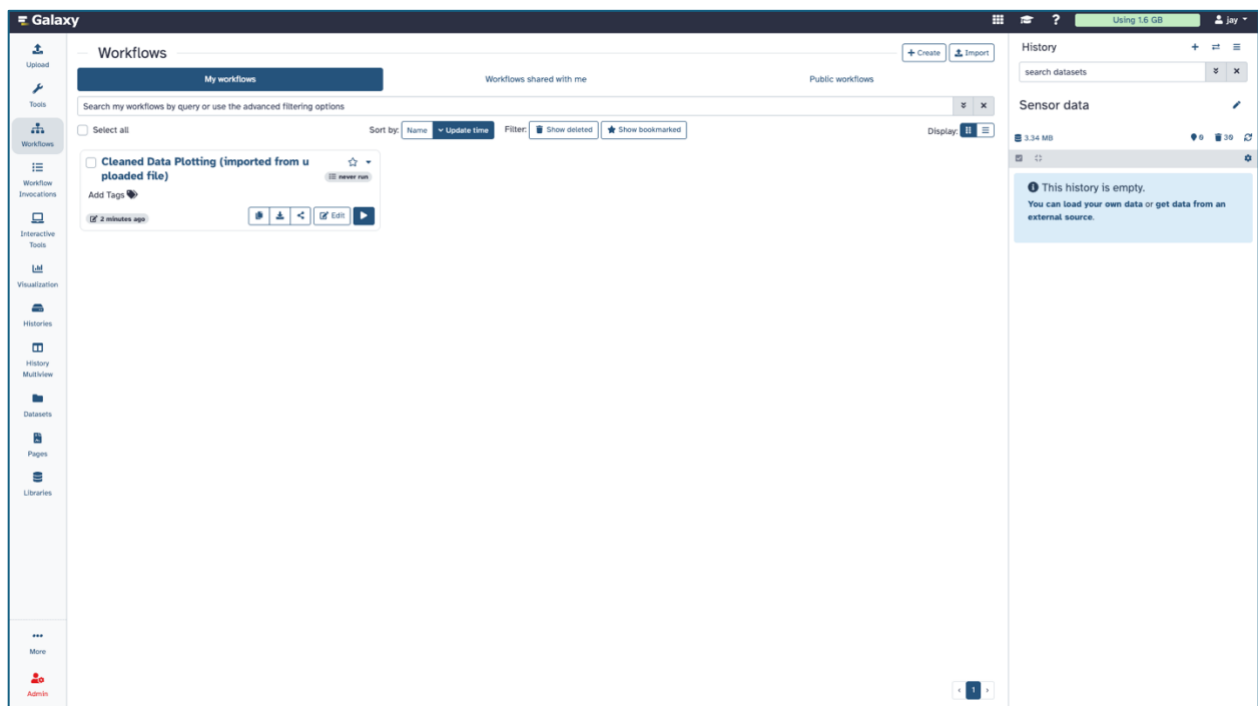 Galaxy
?
Using 1.6 GB
jay
Upload
Tools
Workflows
Workflow
Invocations
Interactive
Tools
Visualization
Histories
History
Multiview
Datasets
Pages
Libraries
More
Admin
Workflows
+ Create
Import
My workflows
Workflows shared with me
Public workflows
Search my workflows by query or use the advanced filtering options
Select all
Sort by: Name Update time Filter: Show deleted Show bookmarked
Display:
Cleaned Data Plotting (imported from u
ploaded file)
never run
Add Tags
2 minutes ago
Edit
1
History
search datasets
Sensor data
3.34 MB
0
39
This history is empty.
You can load your own data or get data from an
external source.